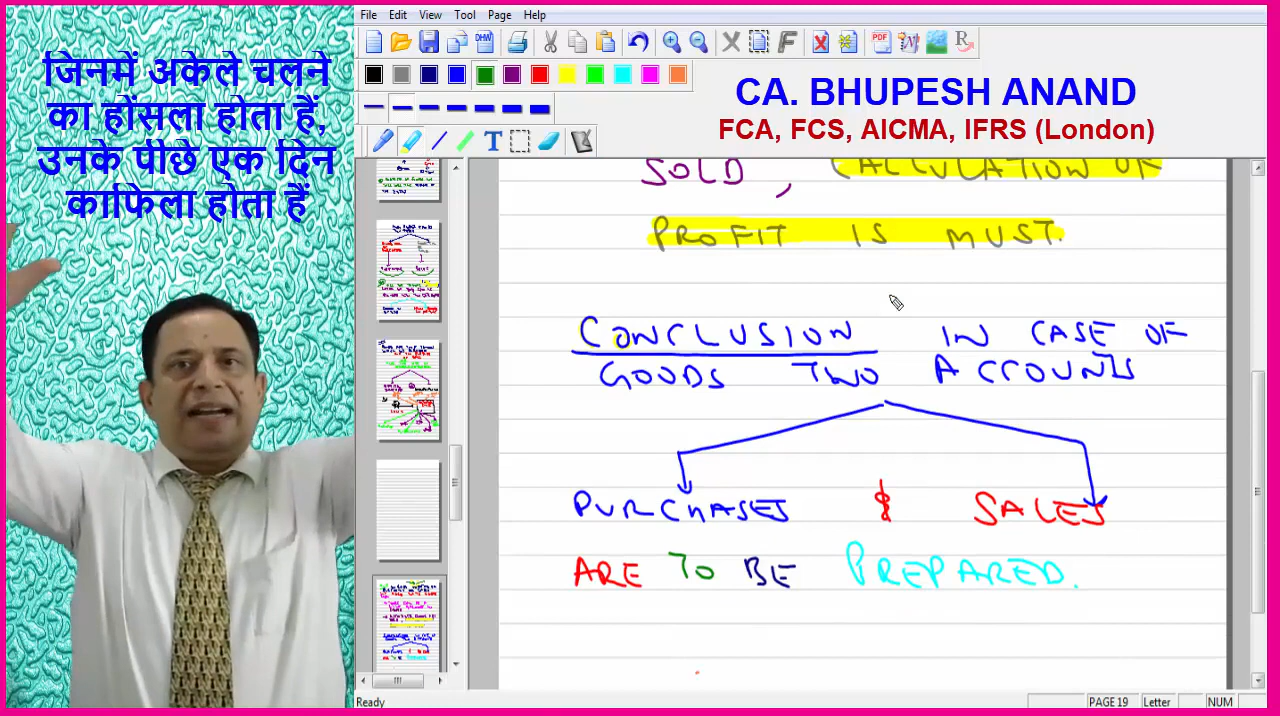 जिनमें अकेले चलने
का होंसला होता हैं,
उनके पीछे एक दिन
काफिला होता हैं
File Edit View Tool Page Help
CA. BHUPESH ANAND
FCA, FCS, AICMA, IFRS (London)
SOLD, CALCULATION OF
PROFIT IS MUST.
CONCLUSION IN CASE OF
GOODS TWO ACCOUNTS
PURCHASES & SALES
ARE TO BE PREPARED.
Ready PAGE 19 Letter NUM